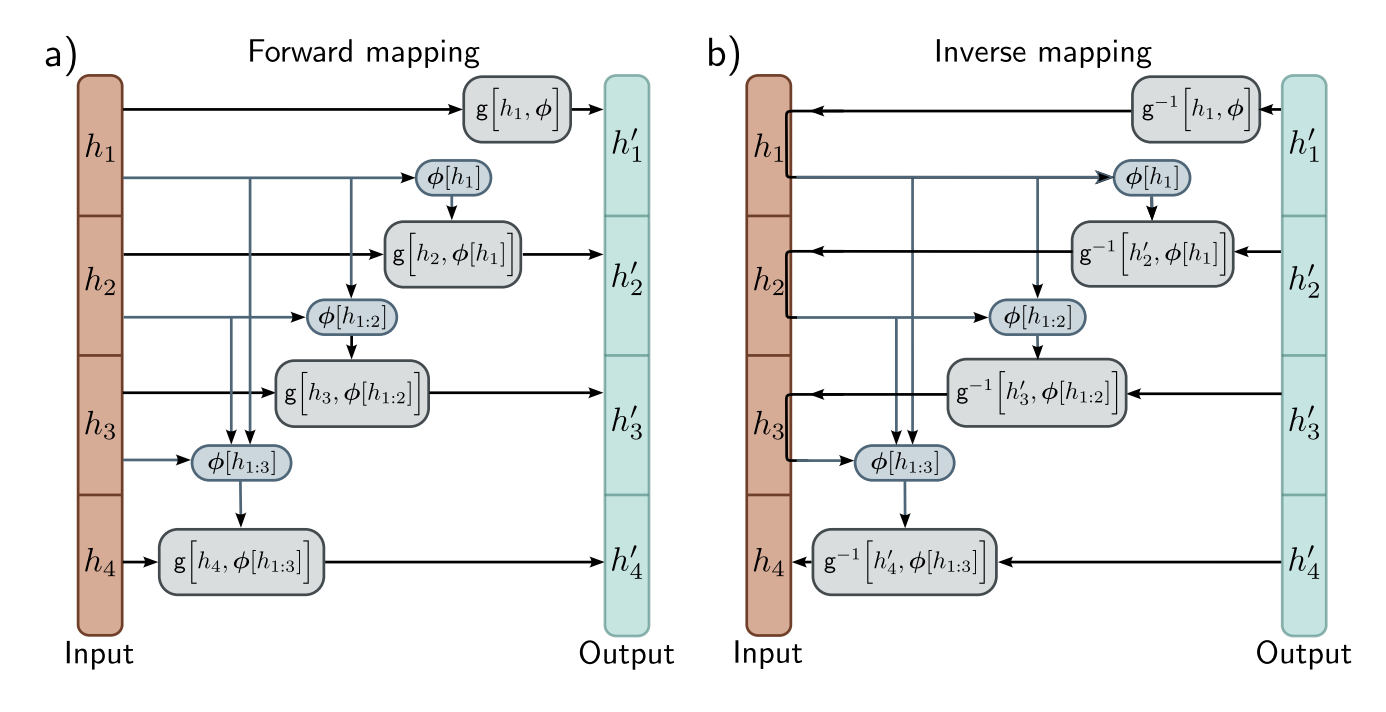 a)
Forward mapping
h₁
h₂
h₃
h₄
g[h₁, ϕ]
ϕ[h₁]
g[h₂, ϕ[h₁]]
ϕ[h₁:₂]
g[h₃, ϕ[h₁:₂]]
ϕ[h₁:₃]
g[h₄, ϕ[h₁:₃]]
h′₁
h′₂
h′₃
h′₄
Input
Output
b)
Inverse mapping
h₁
h₂
h₃
h₄
g⁻¹[h₁, ϕ]
ϕ[h₁]
g⁻¹[h′₂, ϕ[h₁]]
ϕ[h₁:₂]
g⁻¹[h′₃, ϕ[h₁:₂]]
ϕ[h₁:₃]
g⁻¹[h′₄, ϕ[h₁:₃]]
h′₁
h′₂
h′₃
h′₄
Input
Output